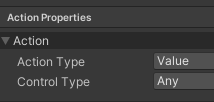 Action Properties
Action
Action Type Value
Control Type Any